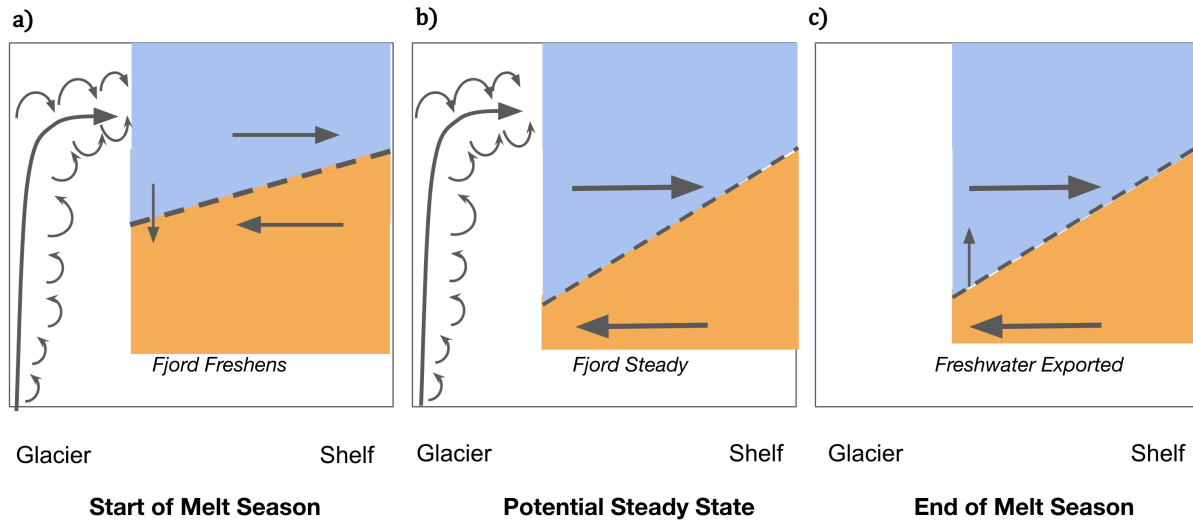 a)
b)
c)
Fjord Freshens
Fjord Steady
Freshwater Exported
Glacier
Shelf
Glacier
Shelf
Glacier
Shelf
Start of Melt Season
Potential Steady State
End of Melt Season